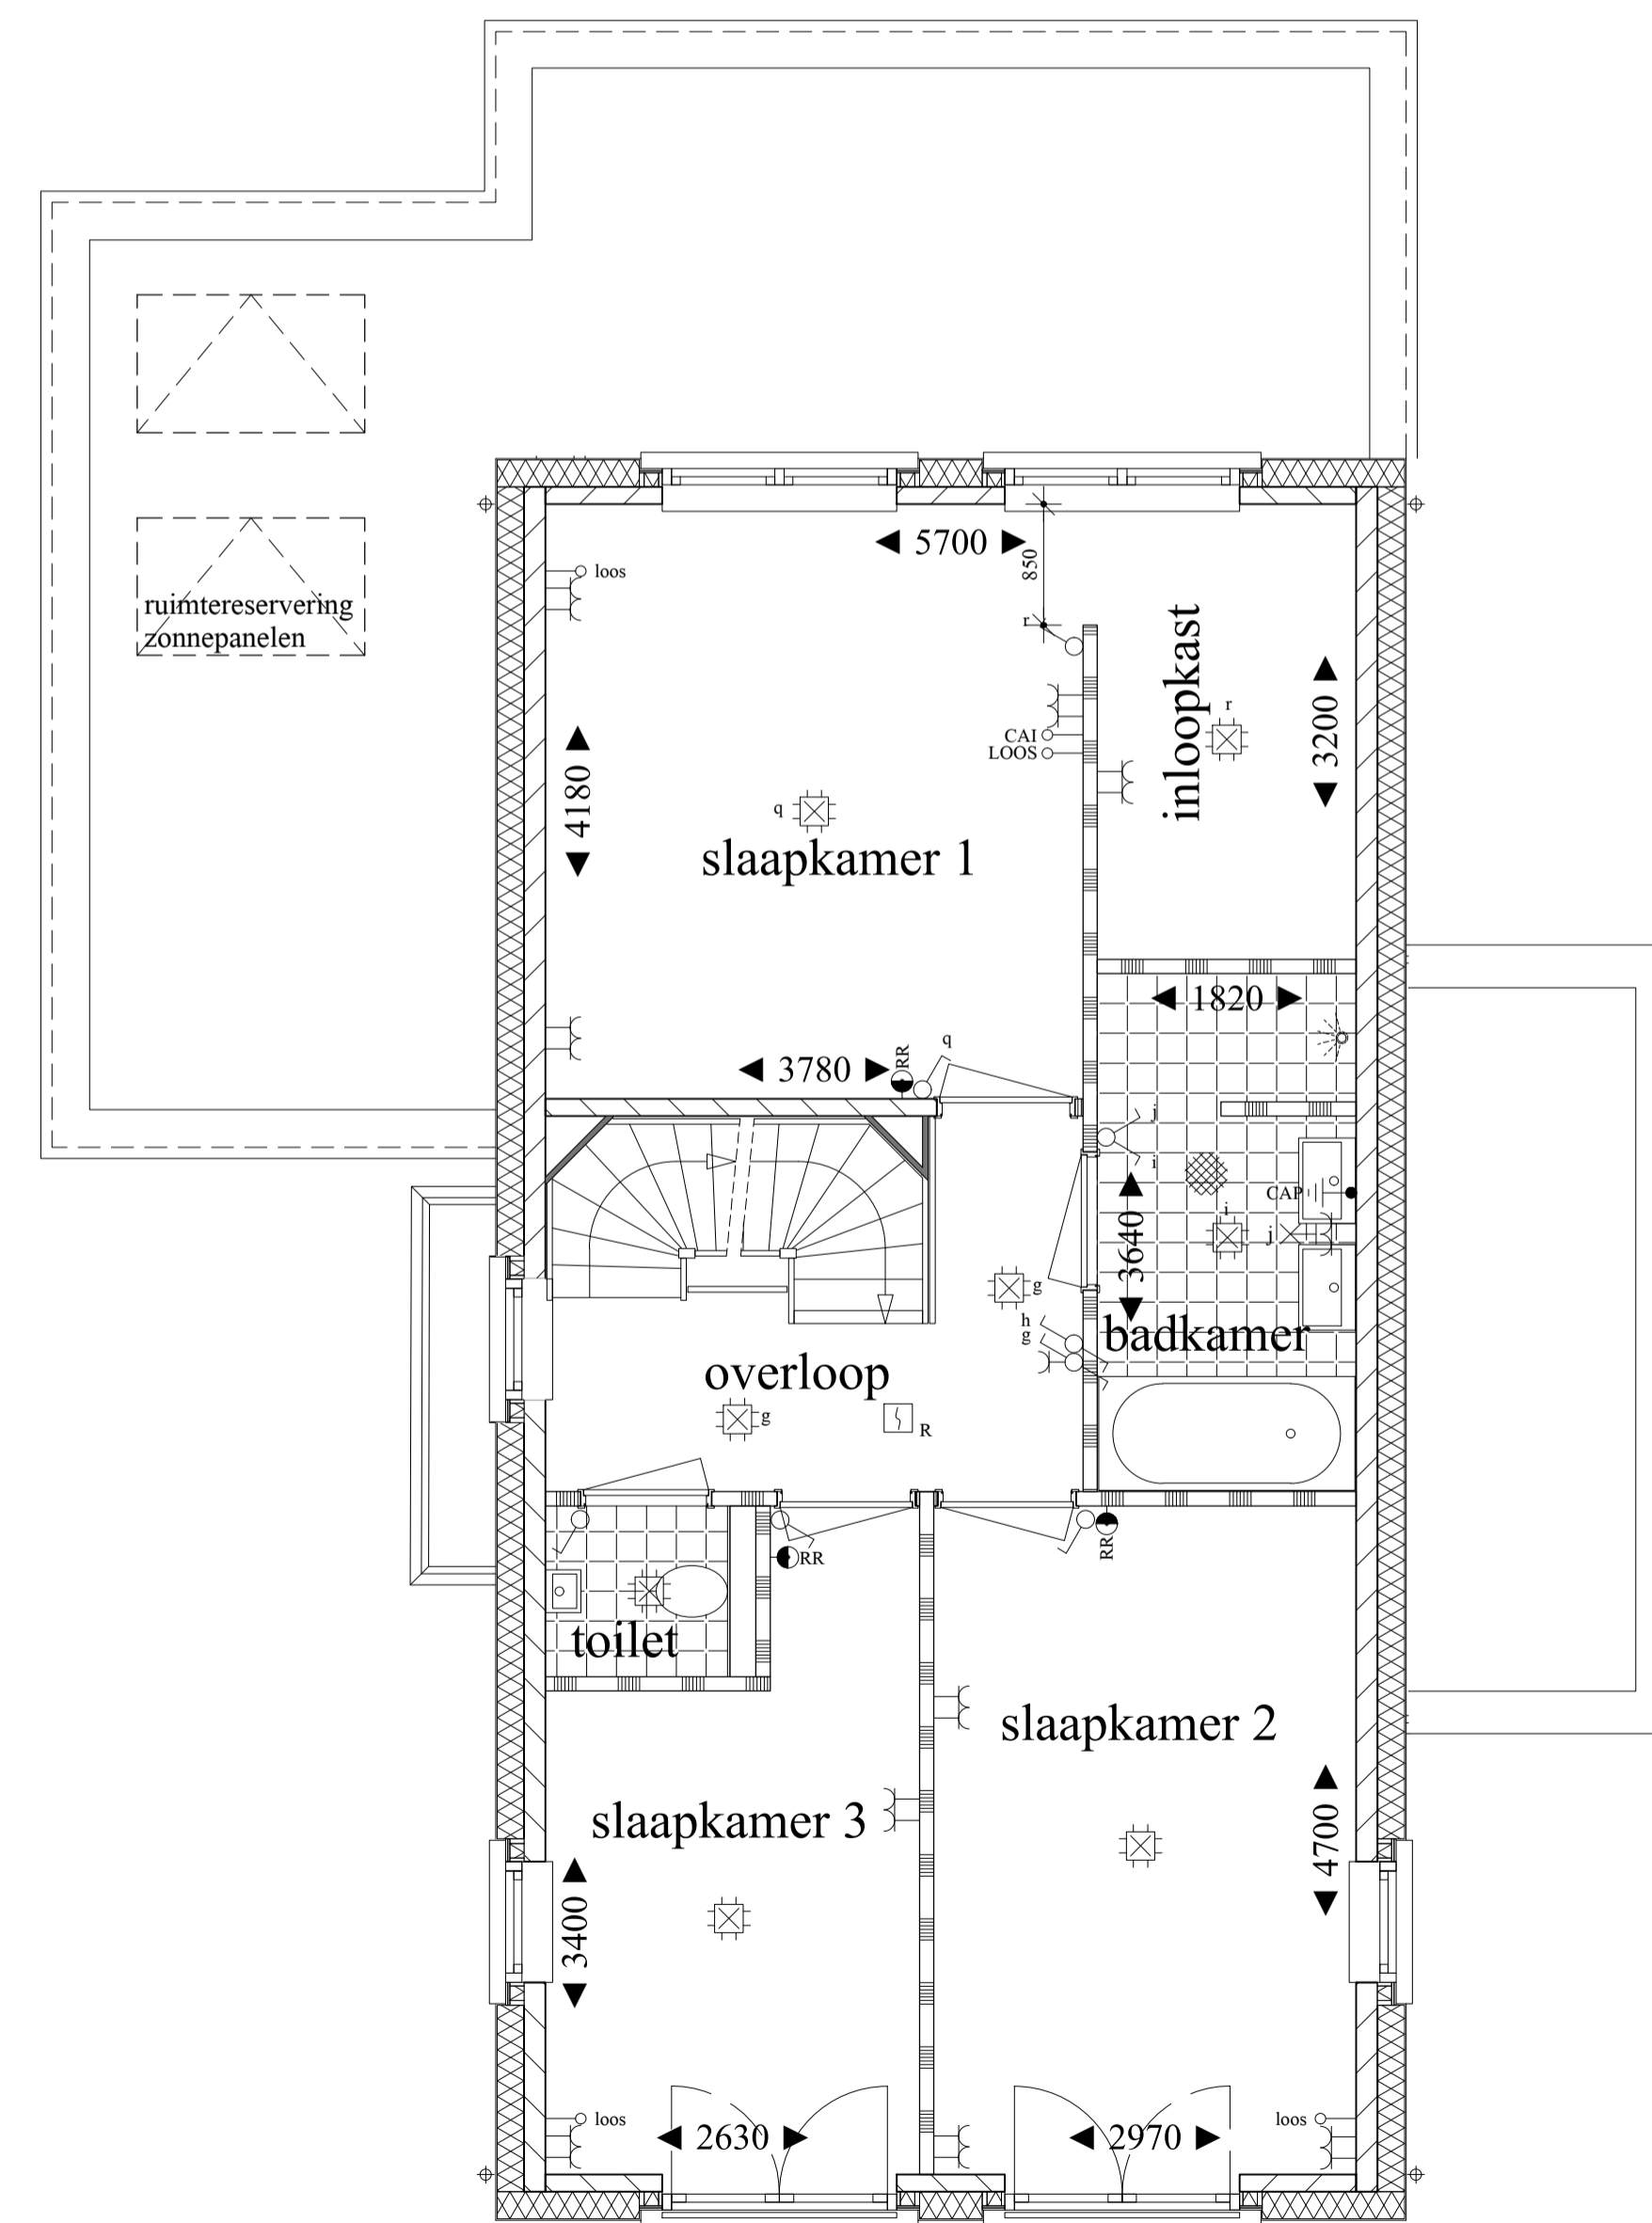 5700
850
loos
ruimtereservering
zonnepanelen
r
inloopkast
r
3200
CAI
LOOS
4180
q
slaapkamer 1
1820
q
RR
3780
j
i
CAP
i
j
3640
g
h
g
badkamer
overloop
g
R
RR
RR
toilet
slaapkamer 2
slaapkamer 3
4700
3400
loos
loos
2630
2970